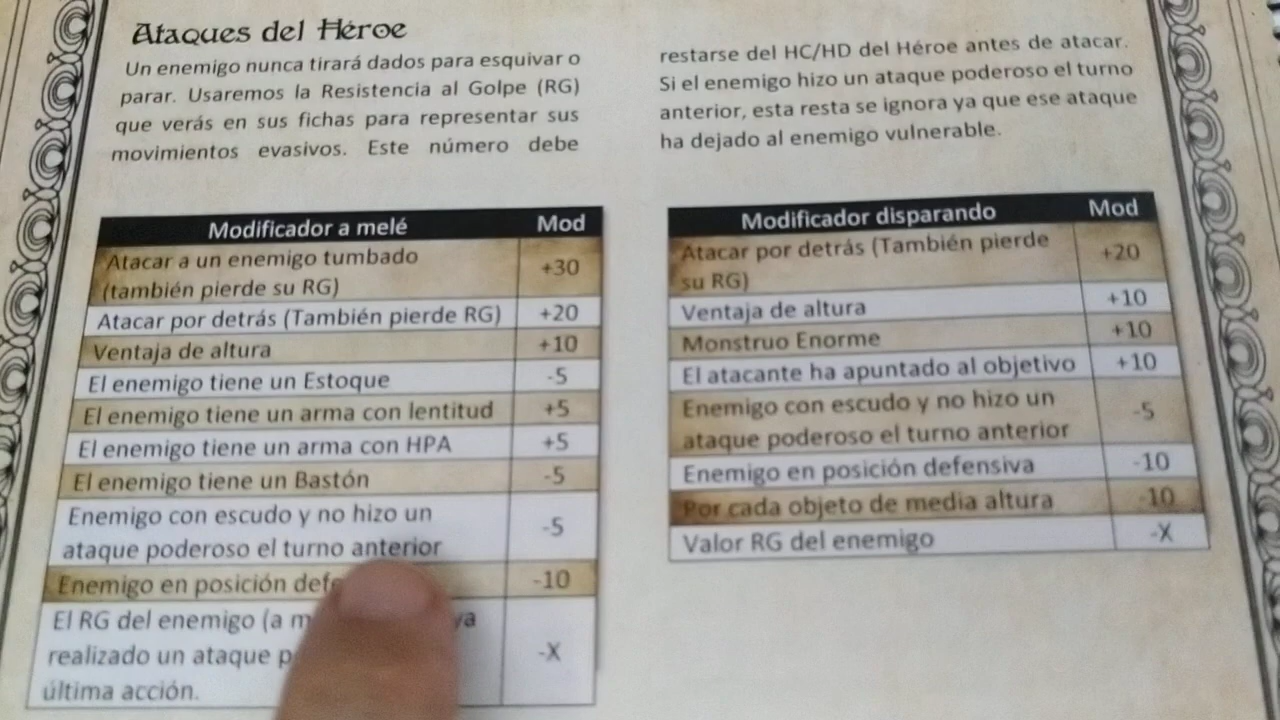 Ataques del Héroe
Un enemigo nunca tirará dados para esquivar o
parar. Usaremos la Resistencia al Golpe (RG)
que verás en sus fichas para representar sus
movimientos evasivos. Este número debe
restarse del HC/HD del Héroe antes de atacar.
Si el enemigo hizo un ataque poderoso el turno
anterior, esta resta se ignora ya que ese ataque
ha dejado al enemigo vulnerable.
Modificador a melé Mod
Atacar a un enemigo tumbado
(también pierde su RG) +30
Atacar por detrás (También pierde RG) +20
Ventaja de altura +10
El enemigo tiene un Estoque -5
El enemigo tiene un arma con lentitud +5
El enemigo tiene un arma con HPA +5
El enemigo tiene un Bastón -5
Enemigo con escudo y no hizo un
ataque poderoso el turno anterior -5
Enemigo en posición -10
El RG del enemigo (a
realizado un ataque -X
última acción.
Modificador disparando Mod
Atacar por detrás (También pierde
su RG) +20
Ventaja de altura +10
Monstruo Enorme +10
El atacante ha apuntado al objetivo +10
Enemigo con escudo y no hizo un
ataque poderoso el turno anterior -5
Enemigo en posición defensiva -10
Por cada objeto de media altura -10
Valor RG del enemigo -X